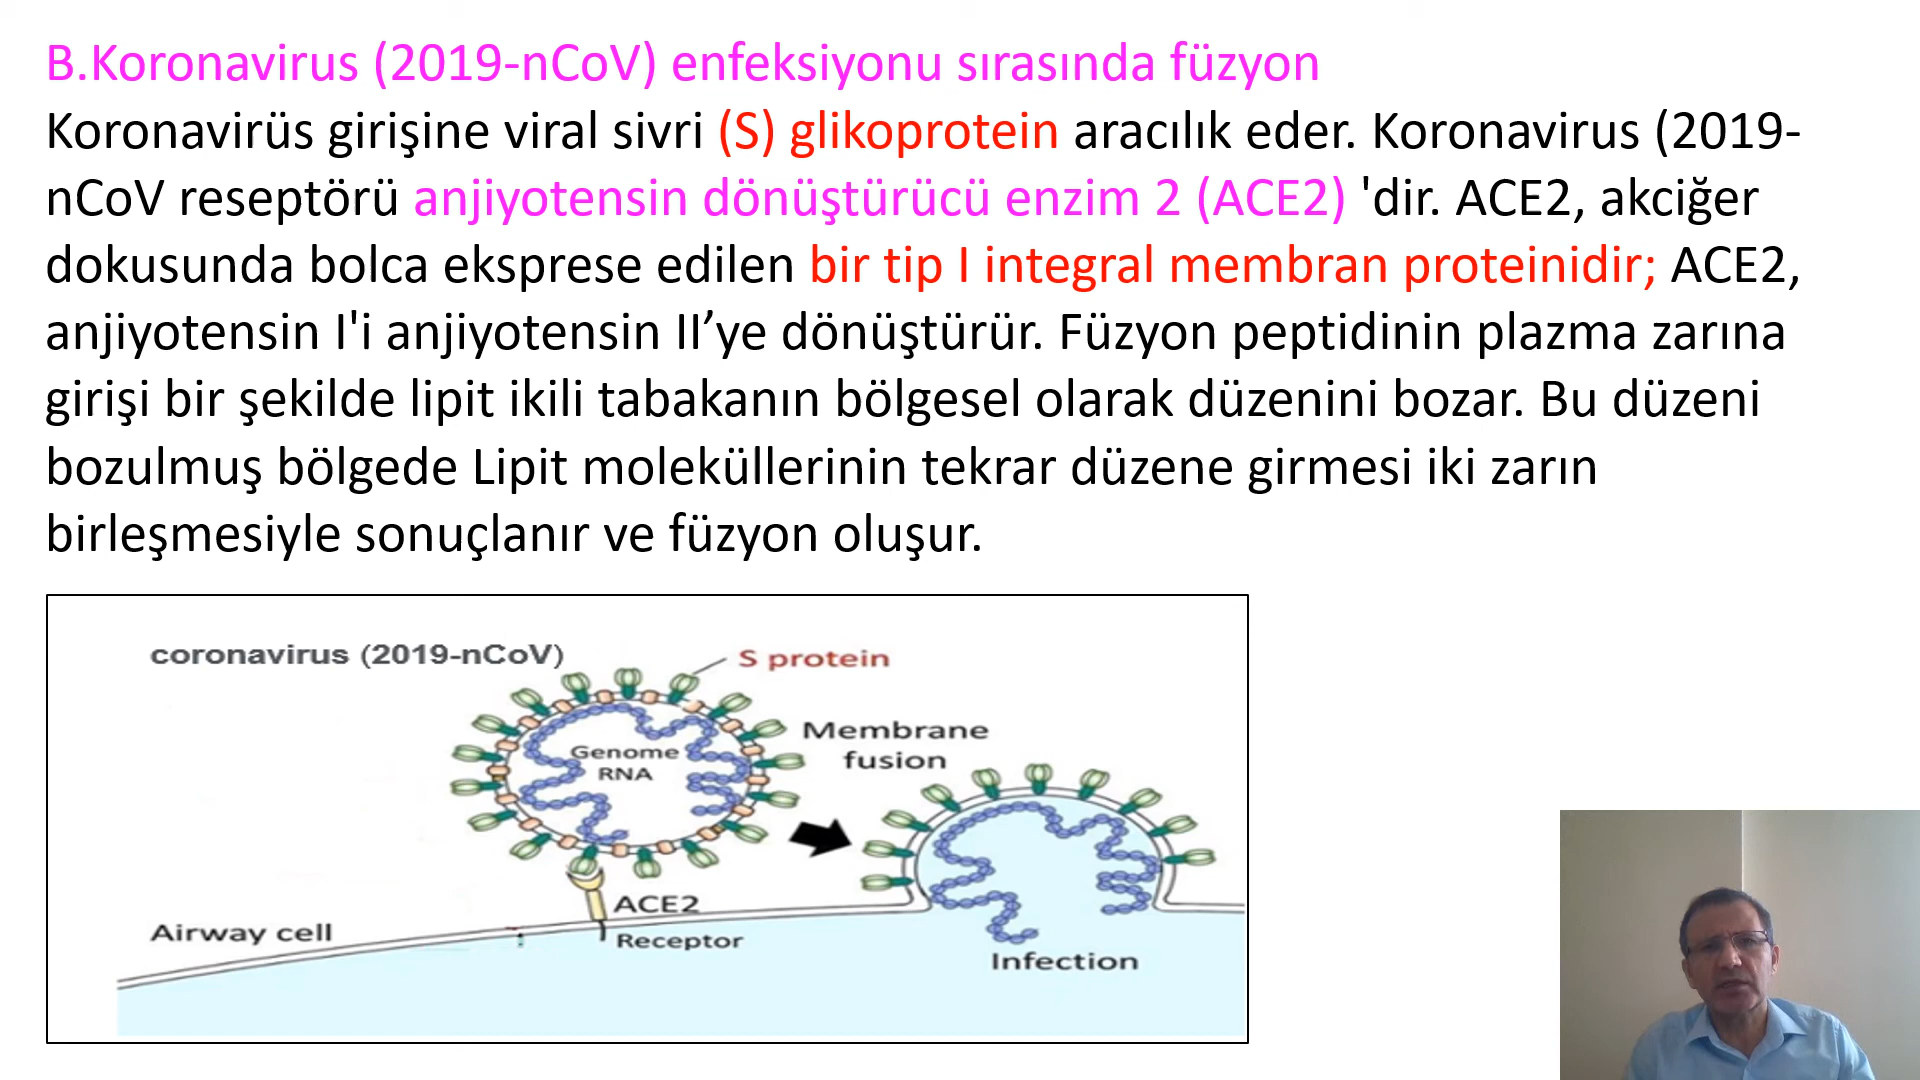 B.Koronavirus (2019-nCoV) enfeksiyonu sırasında füzyon
Koronavirüs girişine viral sivri (S) glikoprotein aracılık eder. Koronavirus (2019-
nCoV reseptörü anjiyotensin dönüştürücü enzim 2 (ACE2) 'dir. ACE2, akciğer
dokusunda bolca eksprese edilen bir tip I integral membran proteinidir; ACE2,
anjiyotensin I'i anjiyotensin II’ye dönüştürür. Füzyon peptidinin plazma zarına
girişi bir şekilde lipit ikili tabakanın bölgesel olarak düzenini bozar. Bu düzeni
bozulmuş bölgede Lipit moleküllerinin tekrar düzene girmesi iki zarın
birleşmesiyle sonuçlanır ve füzyon oluşur.
coronavirus (2019-nCoV)
S protein
Membrane
fusion
Genome
RNA
ACE2
Receptor
Airway cell
Infection